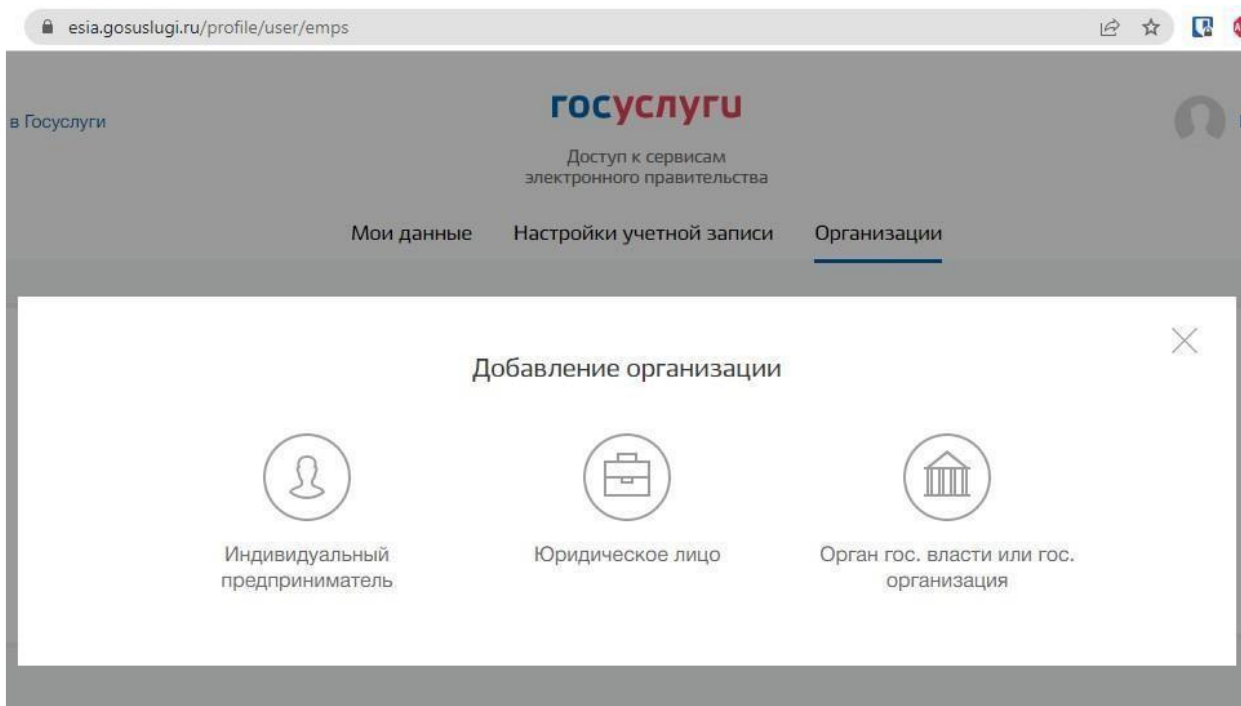 esia.gosuslugi.ru/profile/user/emps
в Госуслуги
госуслуги
Доступ к сервисам
электронного правительства
Мои данные Настройки учетной записи Организации
Добавление организации
Индивидуальный
предприниматель
Юридическое лицо
Орган гос. власти или гос.
организация